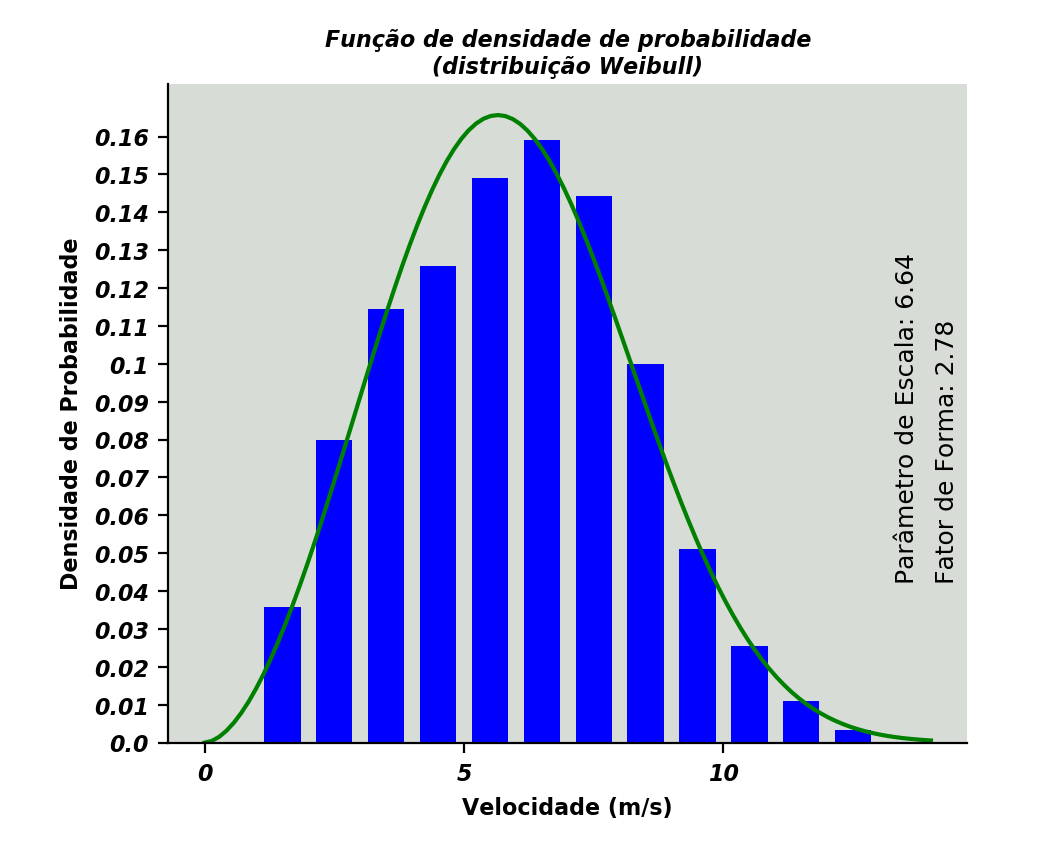 Função de densidade de probabilidade
(distribuição Weibull)
Densidade de Probabilidade
0.16
0.15
0.14
0.13
0.12
0.11
0.1
0.09
0.08
0.07
0.06
0.05
0.04
0.03
0.02
0.01
0.0
Parâmetro de Escala: 6.64
Fator de Forma: 2.78
0 5 10
Velocidade (m/s)